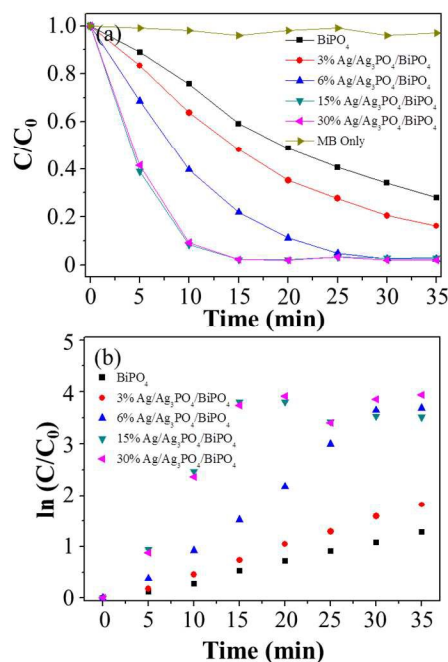 (a)
BiPO₄
3% Ag/Ag₃PO₄/BiPO₄
6% Ag/Ag₃PO₄/BiPO₄
15% Ag/Ag₃PO₄/BiPO₄
30% Ag/Ag₃PO₄/BiPO₄
MB Only
C/C₀
1.0
0.8
0.6
0.4
0.2
0.0
0 5 10 15 20 25 30 35
Time (min)
(b)
BiPO₄
3% Ag/Ag₃PO₄/BiPO₄
6% Ag/Ag₃PO₄/BiPO₄
15% Ag/Ag₃PO₄/BiPO₄
30% Ag/Ag₃PO₄/BiPO₄
ln (C/C₀)
5
4
3
2
1
0
0 5 10 15 20 25 30 35
Time (min)